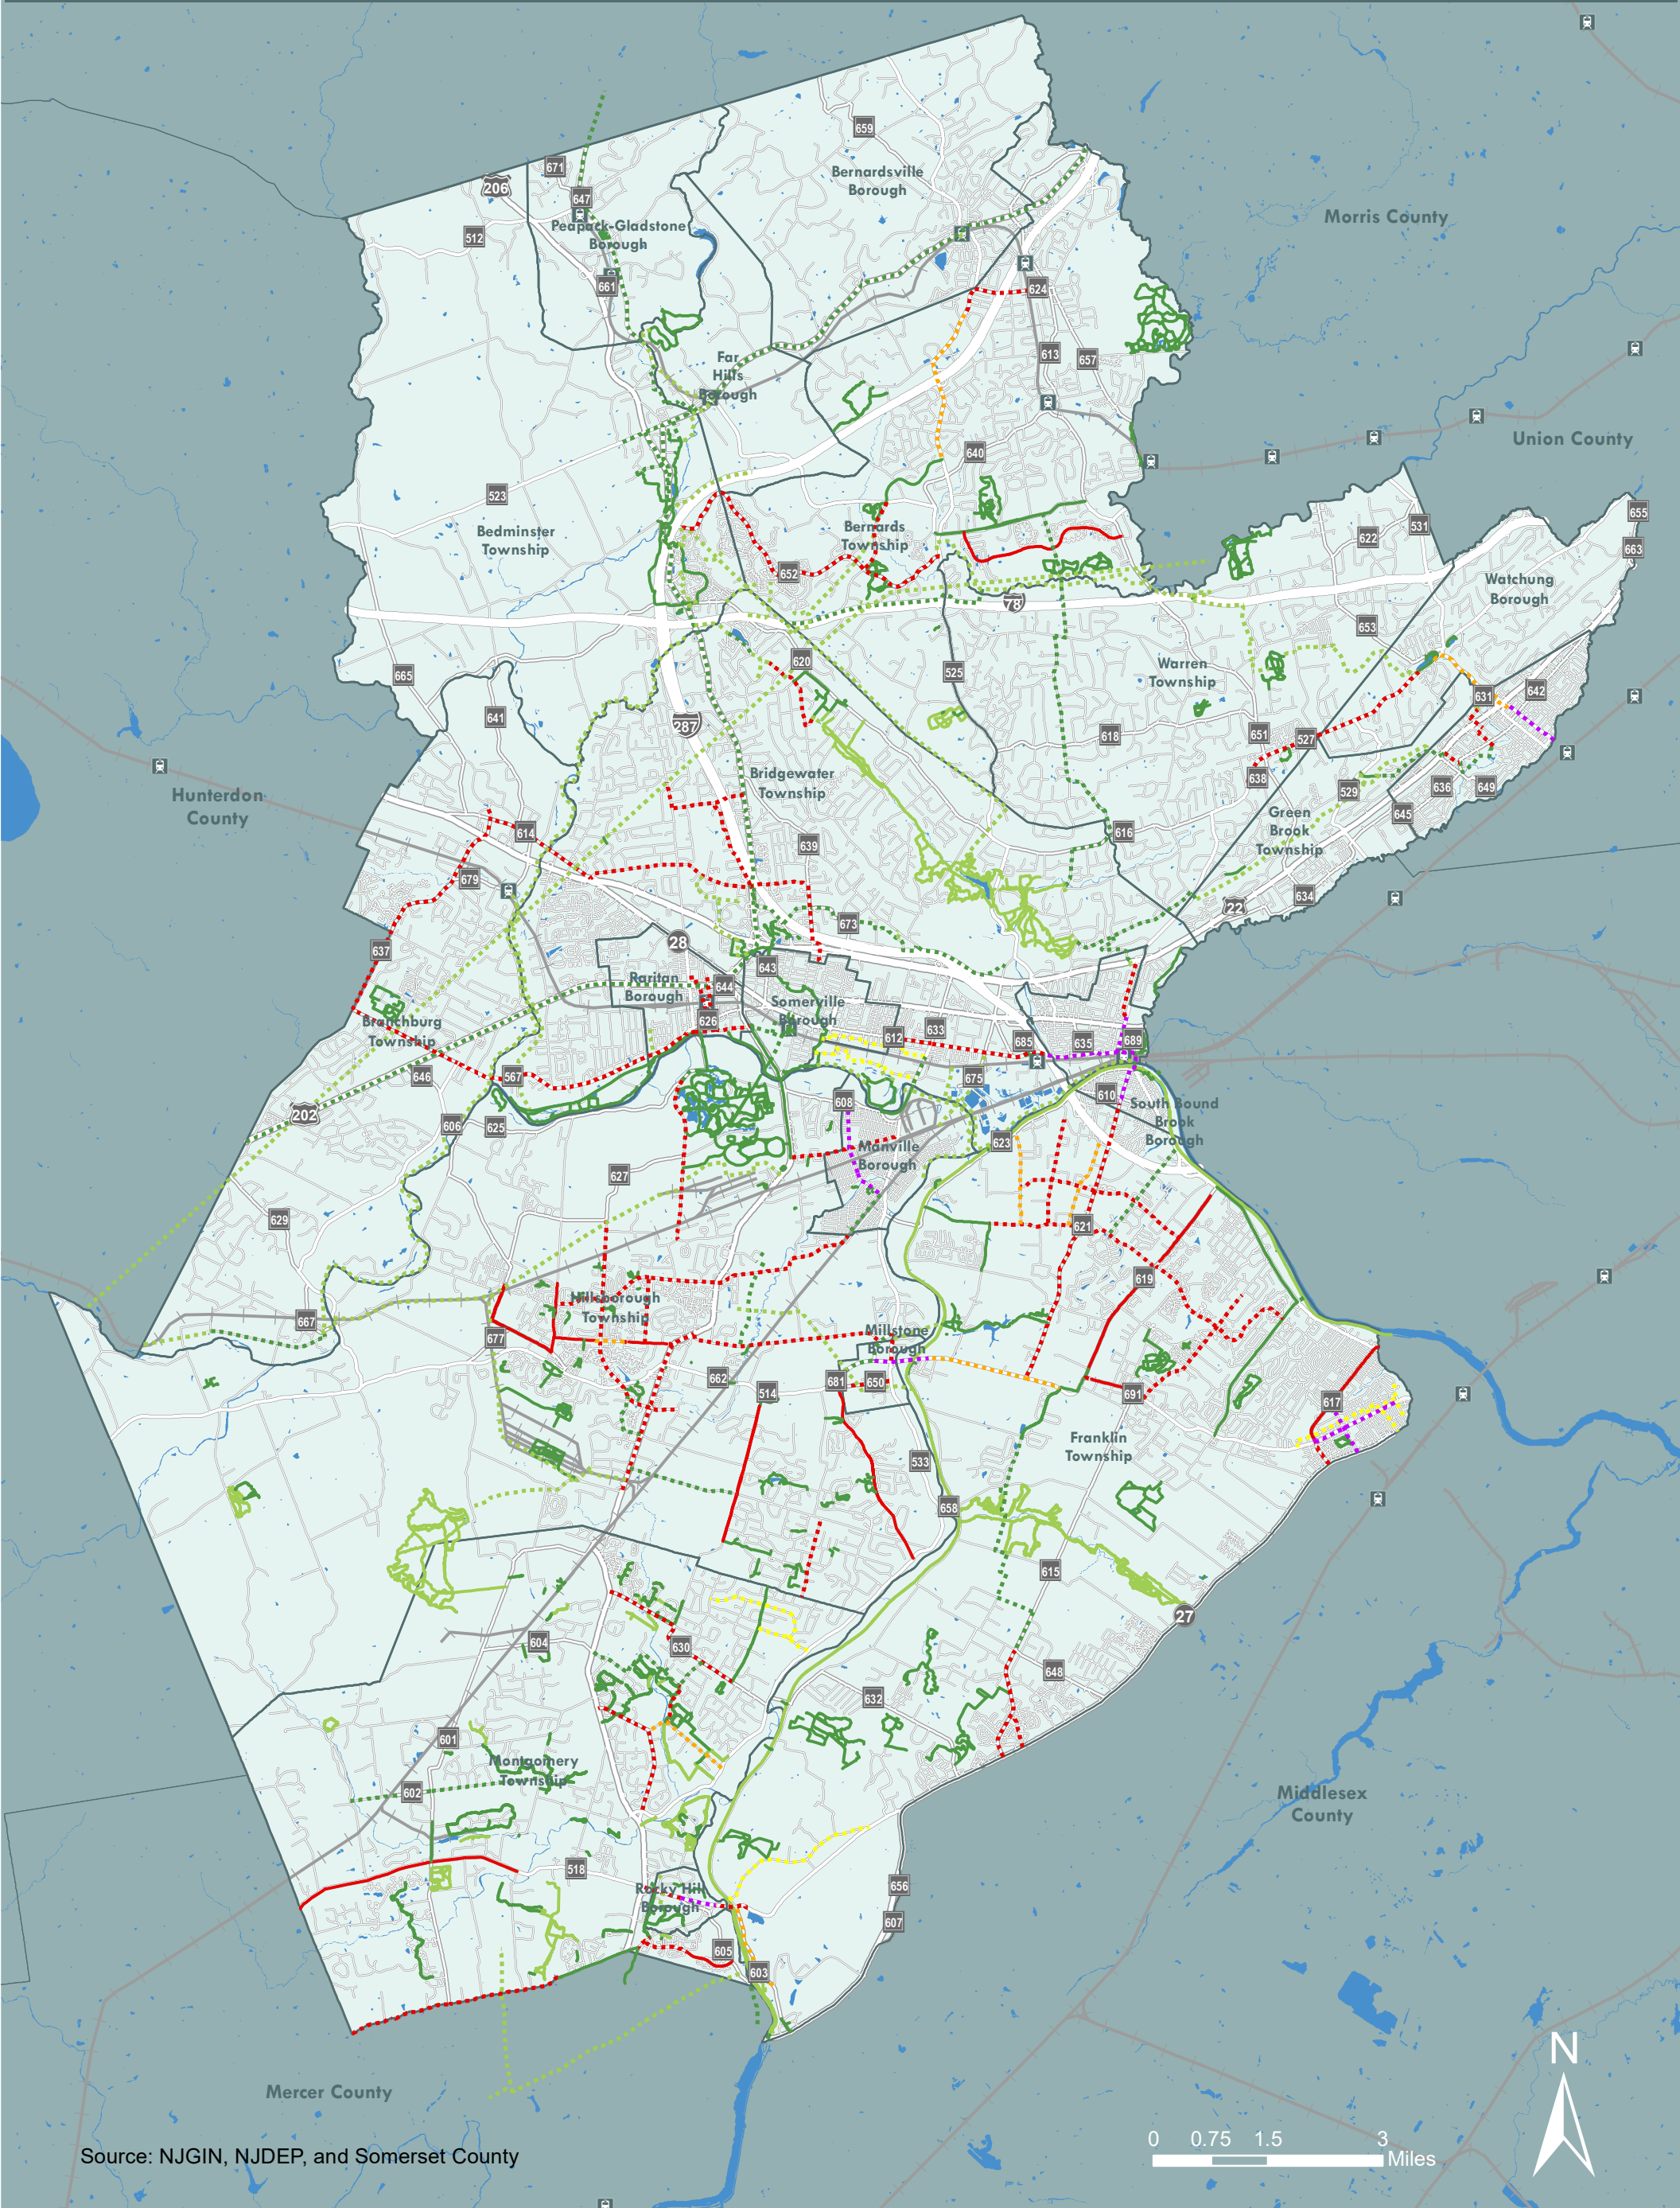 659
Bernardsville
Borough
671
206
647
Peapack-Gladstone
Borough
Morris County
512
661
624
Far
Hills
Borough
613
657
Union County
640
523
Bedminster
Township
Bernards
Township
531
622
655
663
652
Watchung
Borough
78
653
620
665
525
Warren
Township
631
642
641
287
618
651
527
Hunterdon
County
Bridgewater
Township
638
529
636
649
614
639
616
Green
Brook
Township
645
679
634
22
673
28
637
643
Raritan
Borough
644
Somerville
Borough
626
Branchburg
Township
612
633
685
635
689
646
567
675
202
608
610
South Bound
Brook
Borough
606
625
623
Manville
Borough
627
629
621
619
Hillsborough
Township
667
677
Millstone
Borough
662
514
681
650
691
617
Franklin
Township
533
658
615
27
604
630
648
632
601
Montgomery
Township
602
Middlesex
County
518
Rocky Hill
Borough
656
607
605
603
N
Mercer County
0
0.75
1.5
3
Miles
Source: NJGIN, NJDEP, and Somerset County